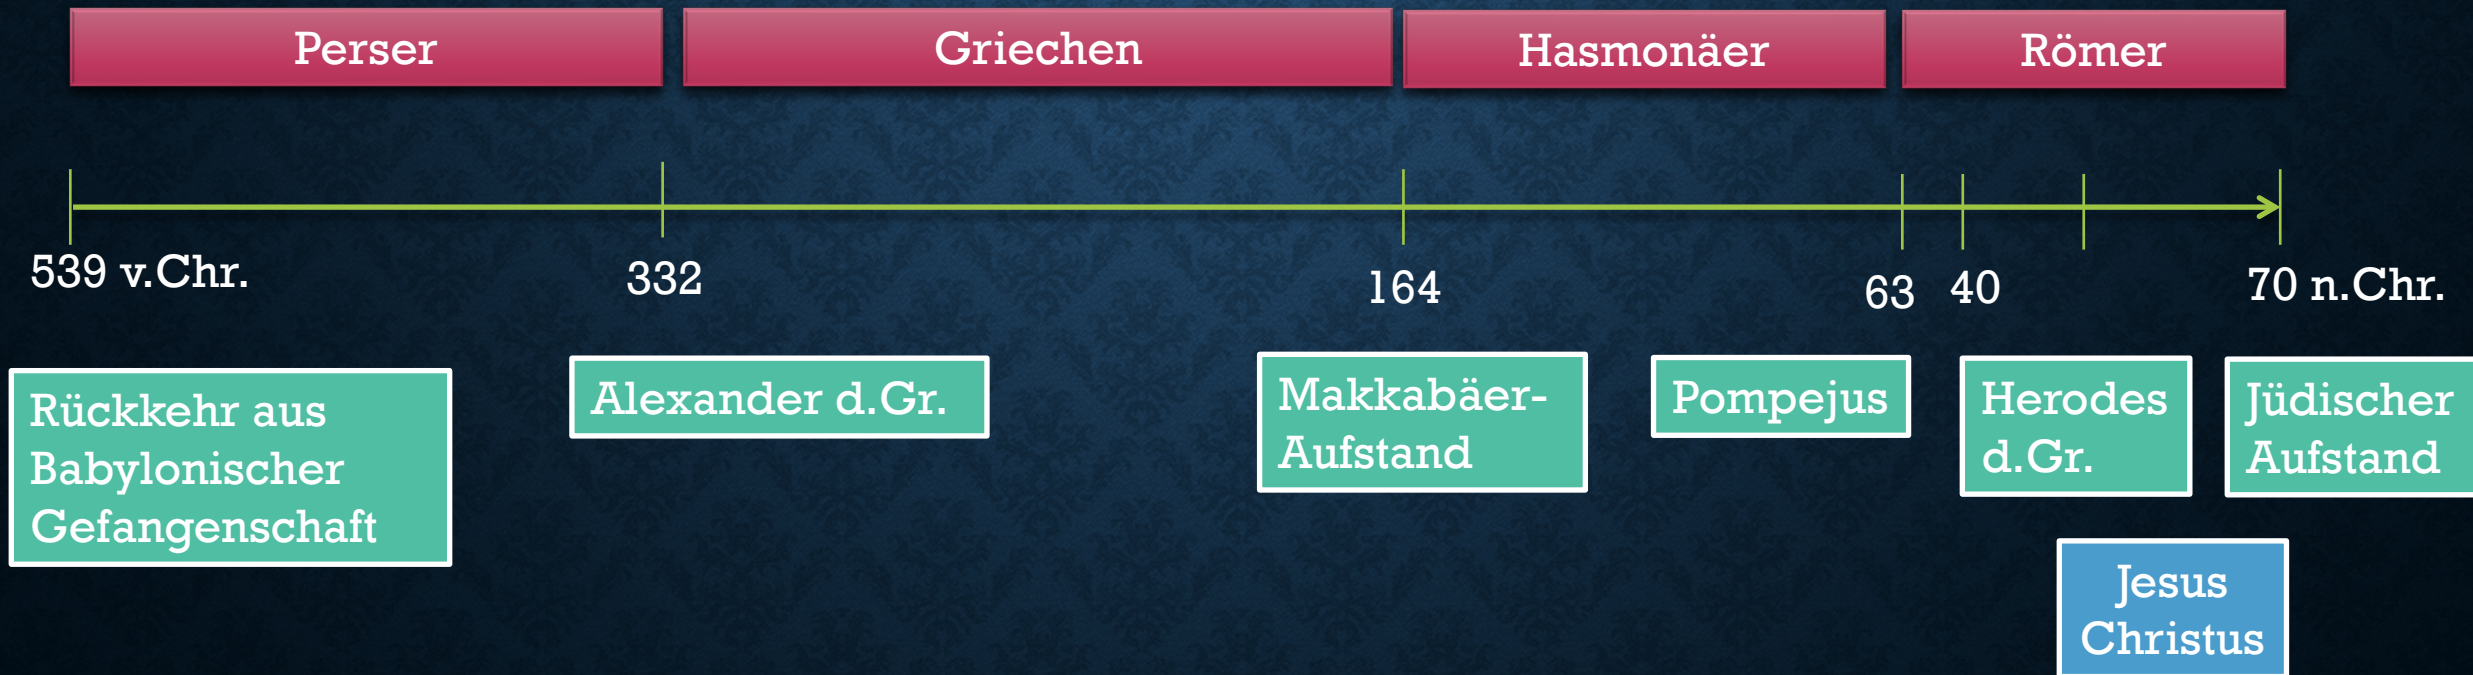 Perser
Griechen
Hasmonäer
Römer
539 v.Chr.
332
164
63
40
70 n.Chr.
Rückkehr aus
Babylonischer
Gefangenschaft
Alexander d.Gr.
Makkabäer-
Aufstand
Pompejus
Herodes
d.Gr.
Jüdischer
Aufstand
Jesus
Christus